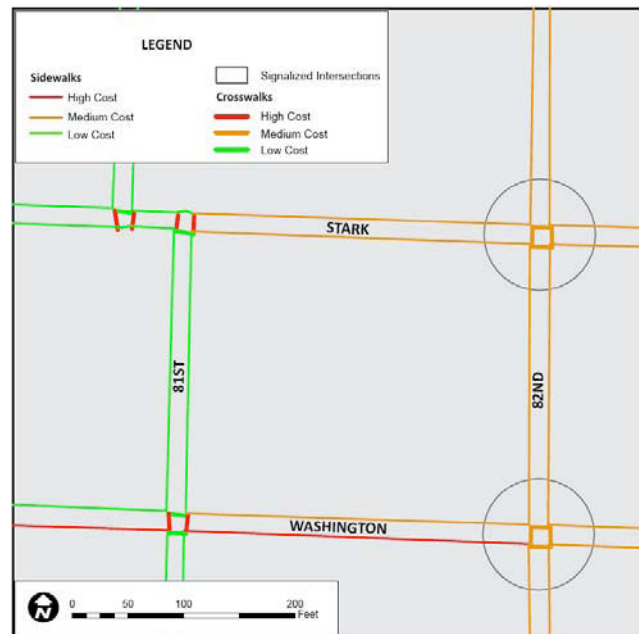 LEGEND
Sidewalks
High Cost
Medium Cost
Low Cost
Signalized Intersections
Crosswalks
High Cost
Medium Cost
Low Cost
STARK
81ST
82ND
WASHINGTON
N
0 50 100 200
Feet